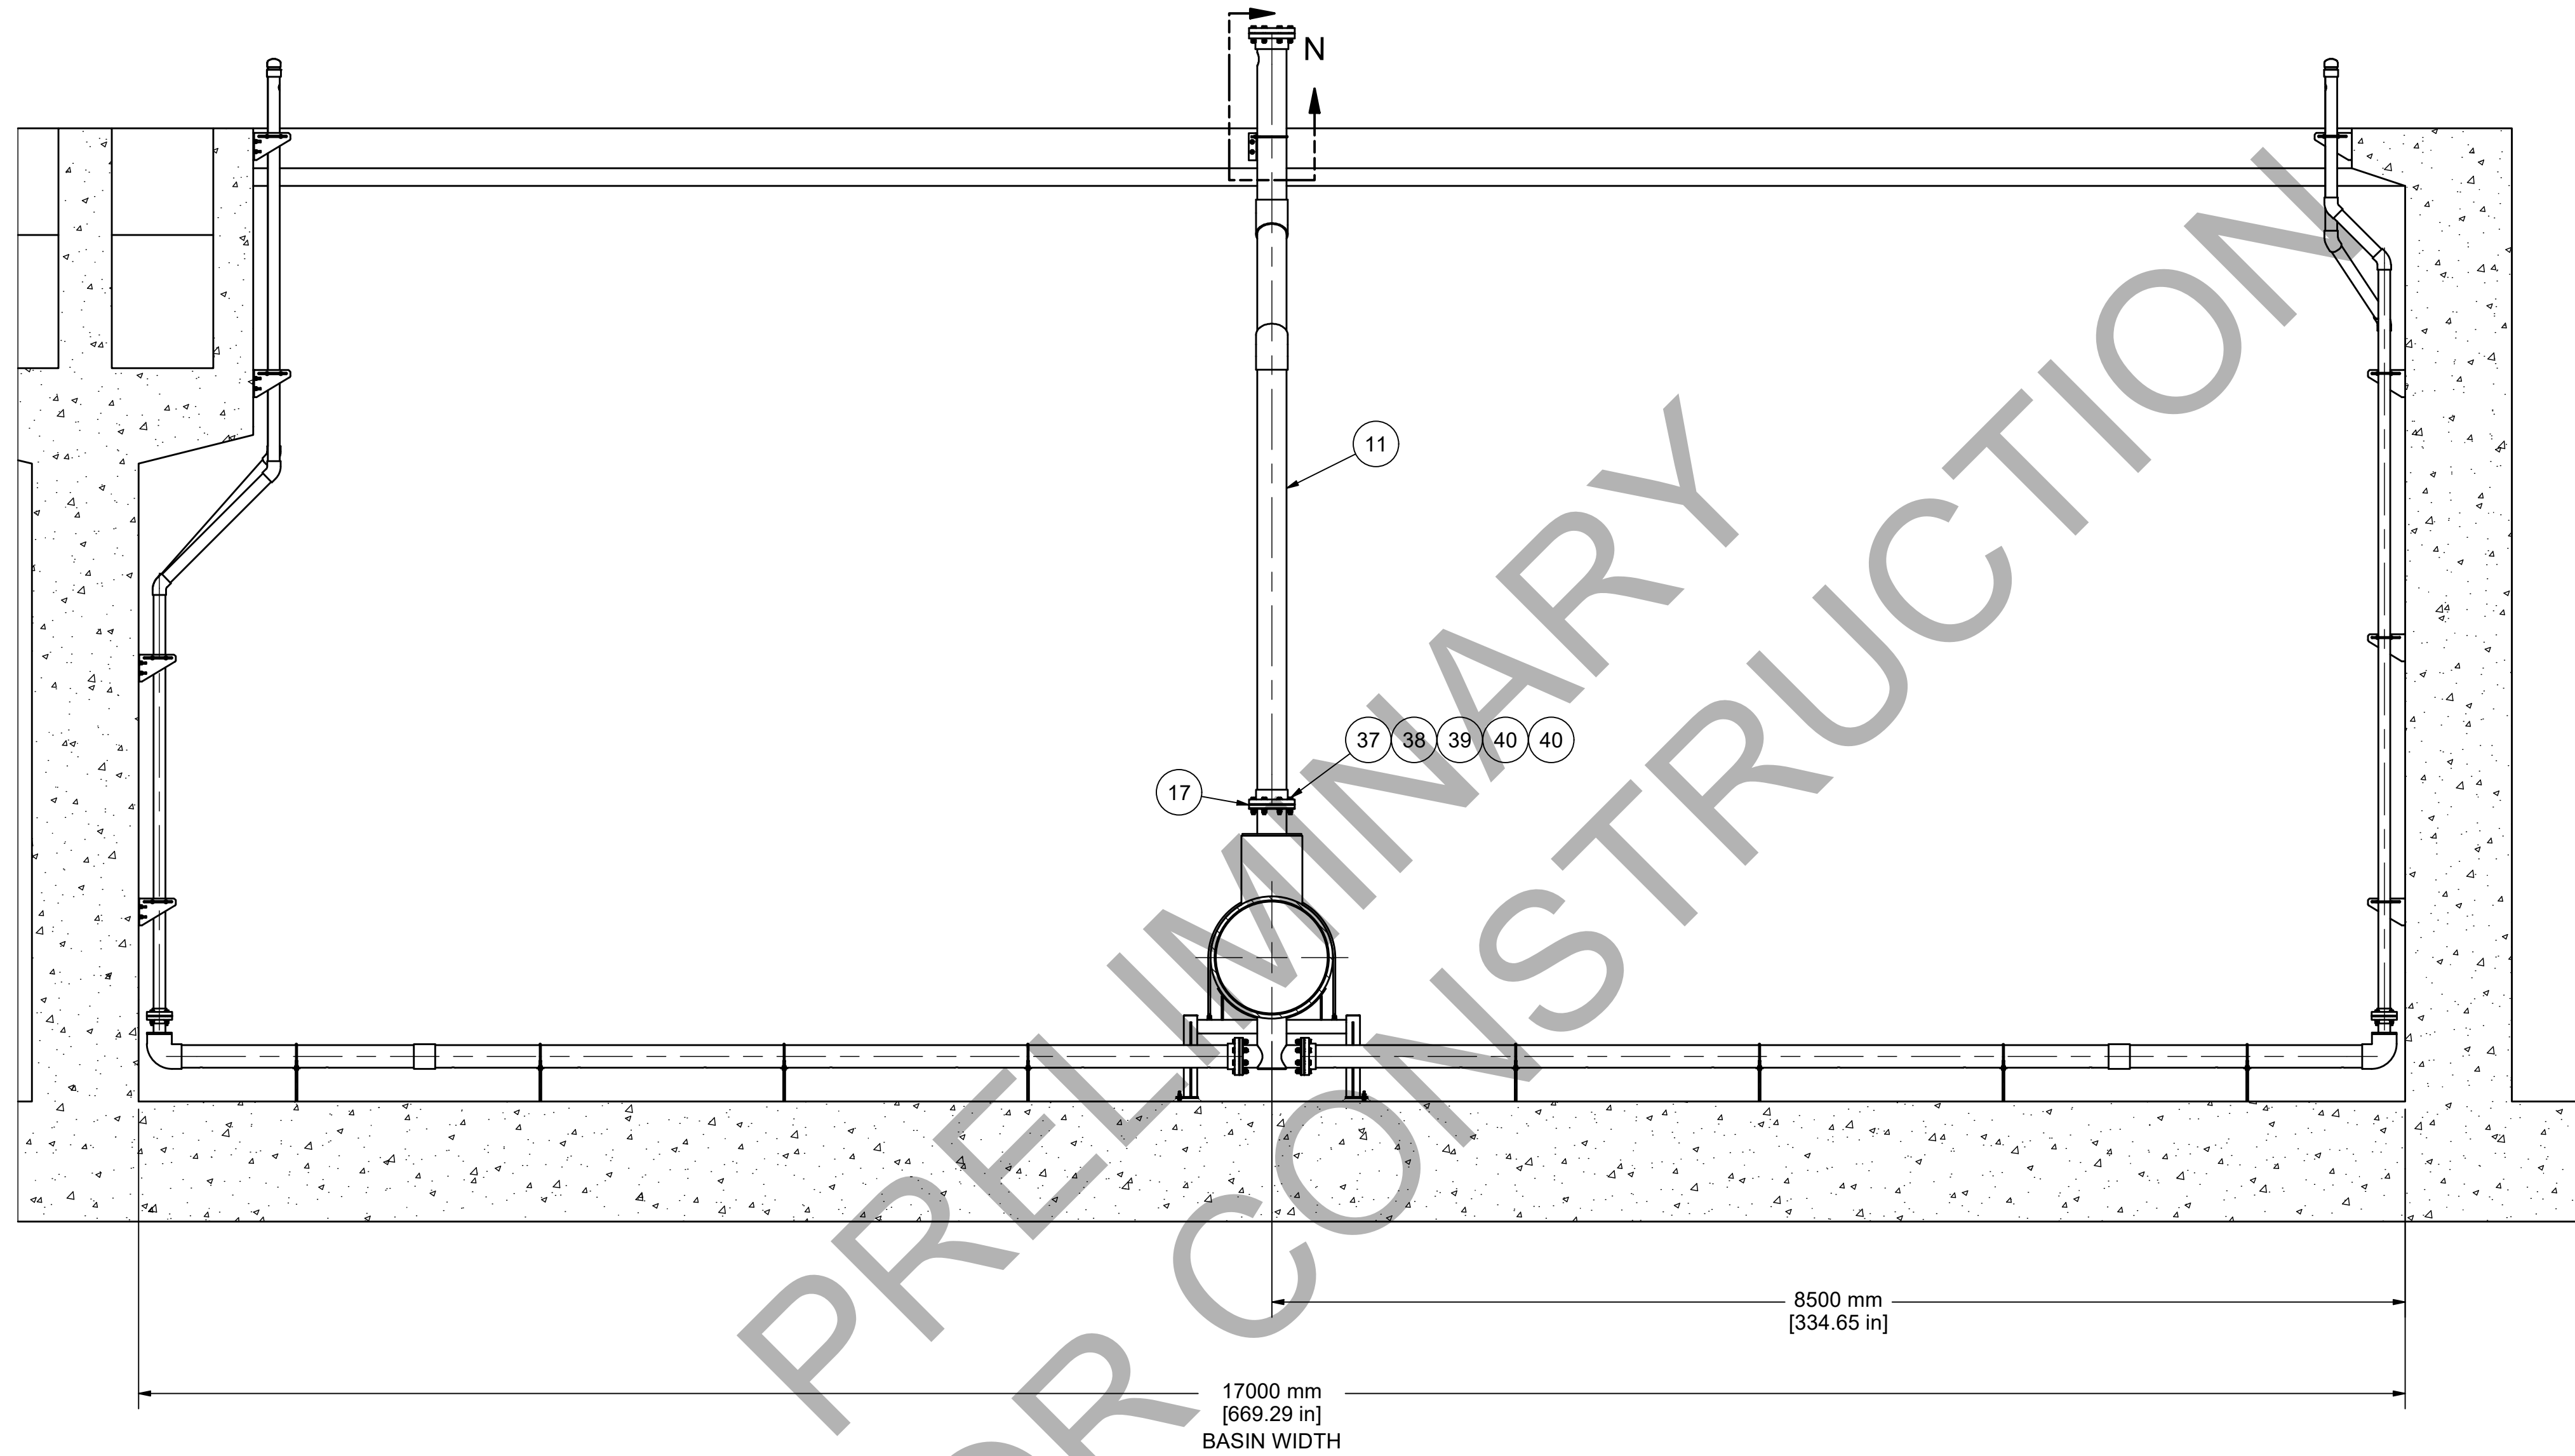 N
11
37 38 39 40 40
17
PRELIMINARY
OR CONSTRUCTION
8500 mm
[334.65 in]
17000 mm
[669.29 in]
BASIN WIDTH